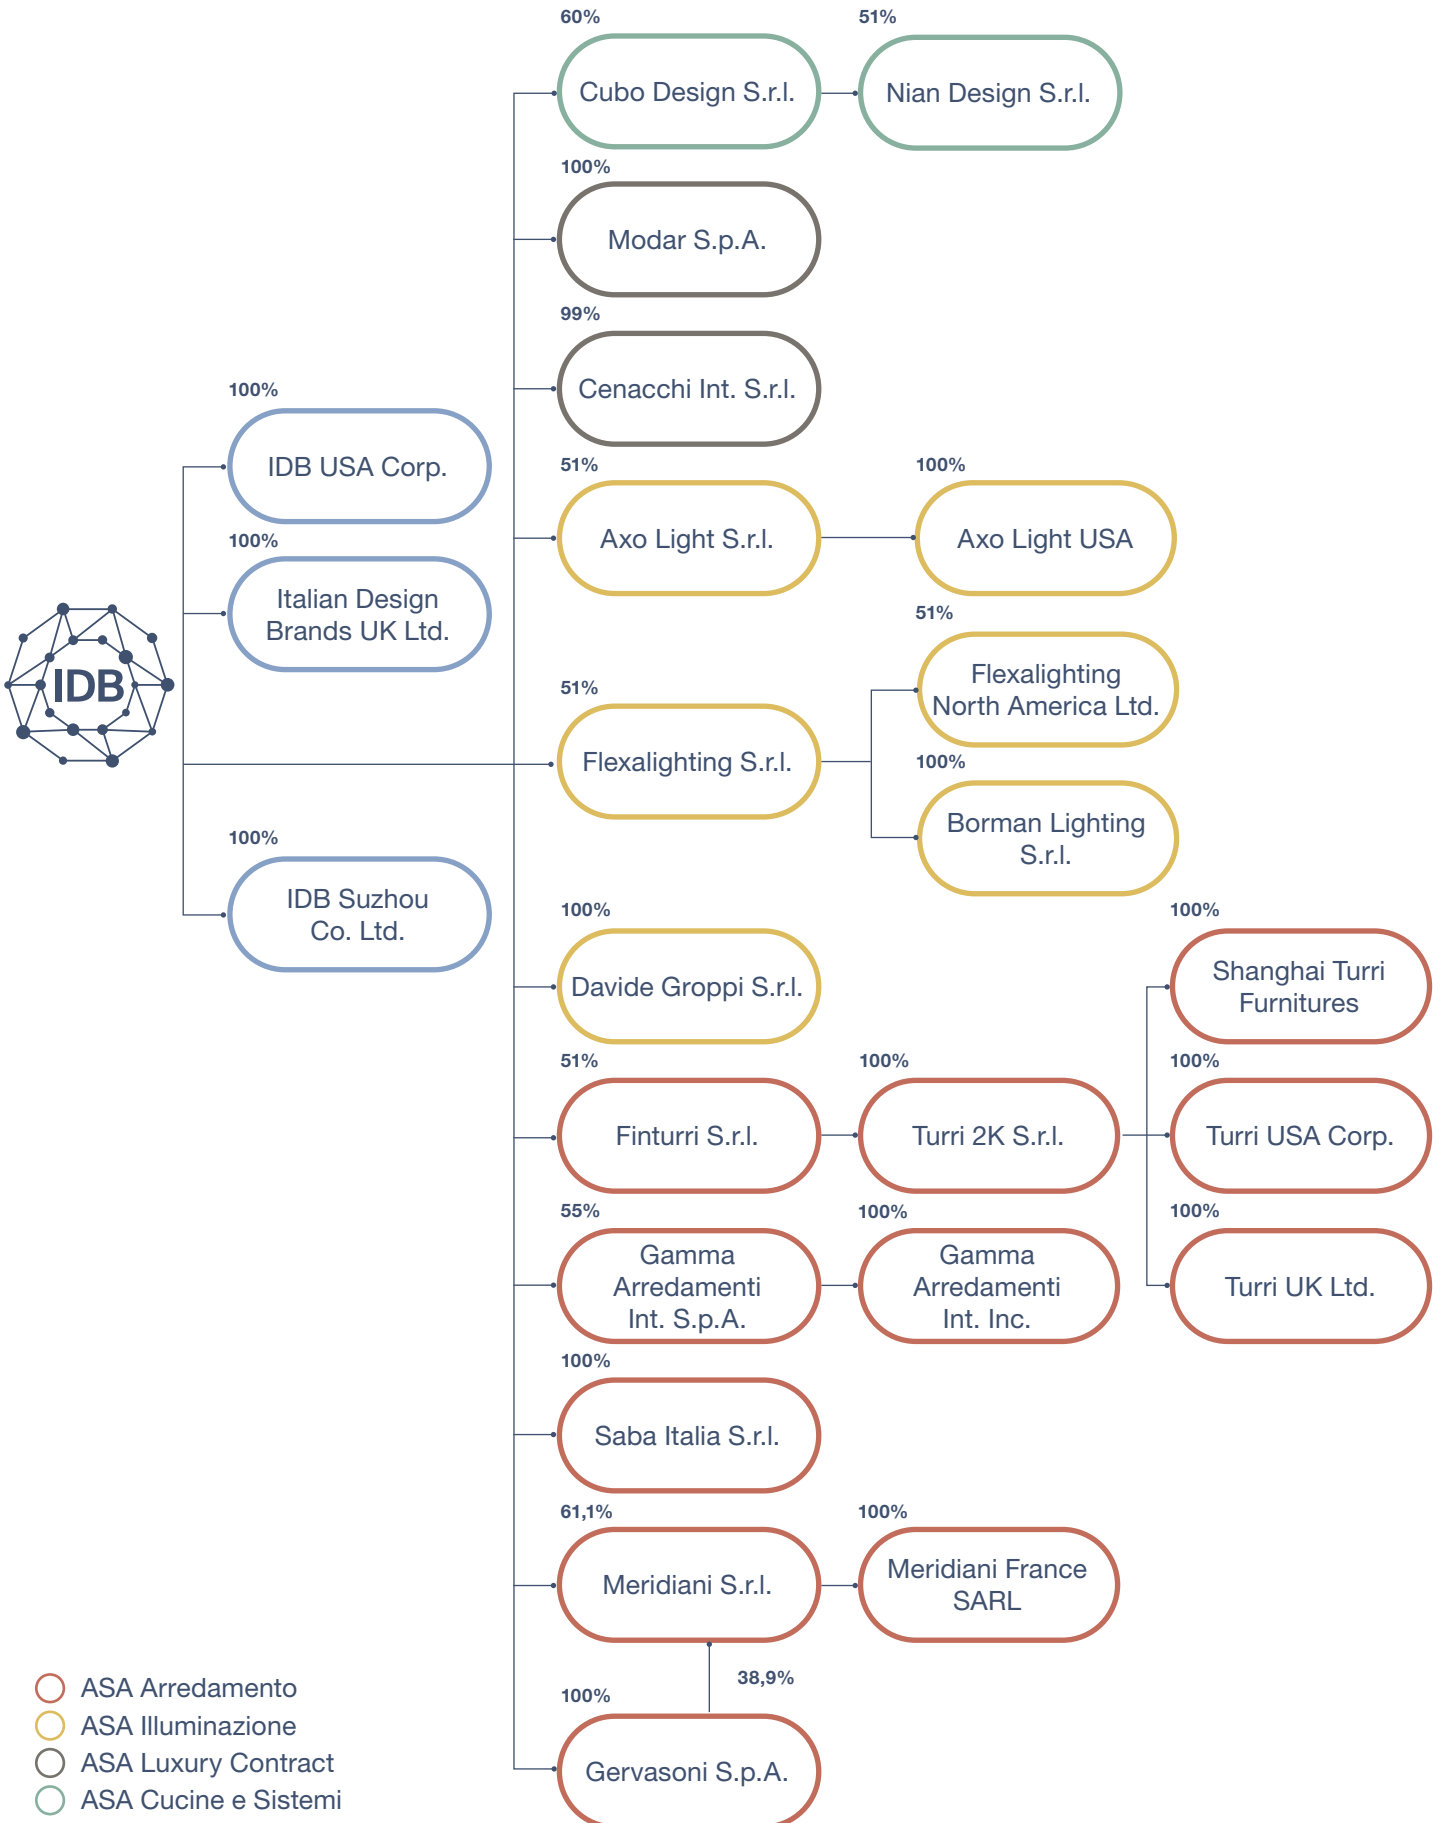 60%
51%
Cubo Design S.r.l.
Nian Design S.r.l.
100%
Modar S.p.A.
99%
Cenacchi Int. S.r.l.
100%
IDB USA Corp.
51%
100%
Axo Light S.r.l.
Axo Light USA
100%
Italian Design
Brands UK Ltd.
IDB
51%
Flexalighting S.r.l.
51%
Flexalighting
North America Ltd.
100%
Borman Lighting
S.r.l.
100%
IDB Suzhou
Co. Ltd.
100%
Davide Groppi S.r.l.
100%
Shanghai Turri
Furnitures
51%
100%
100%
Finturri S.r.l.
Turri 2K S.r.l.
Turri USA Corp.
55%
100%
100%
Gamma
Arredamenti
Int. S.p.A.
Gamma
Arredamenti
Int. Inc.
Turri UK Ltd.
100%
Saba Italia S.r.l.
61,1%
100%
Meridiani S.r.l.
Meridiani France
SARL
38,9%
100%
Gervasoni S.p.A.
ASA Arredamento
ASA Illuminazione
ASA Luxury Contract
ASA Cucine e Sistemi